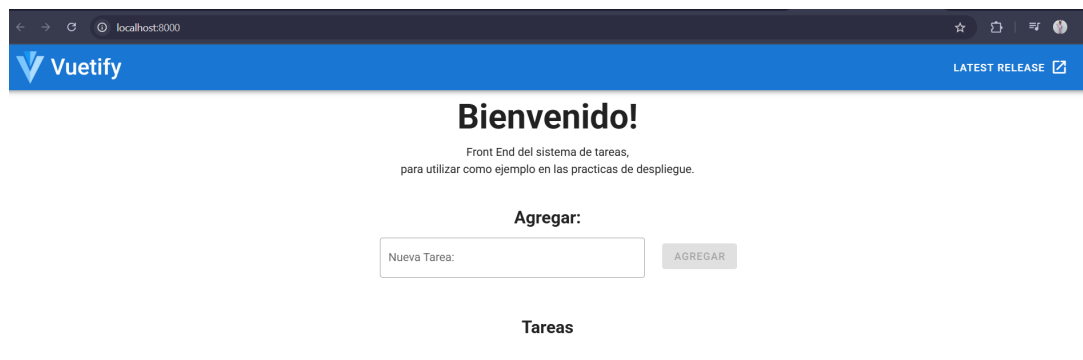 localhost:8000
Vuetify
LATEST RELEASE
Bienvenido!
Front End del sistema de tareas,
para utilizar como ejemplo en las practicas de despliegue.
Agregar:
Nueva Tarea:
AGREGAR
Tareas